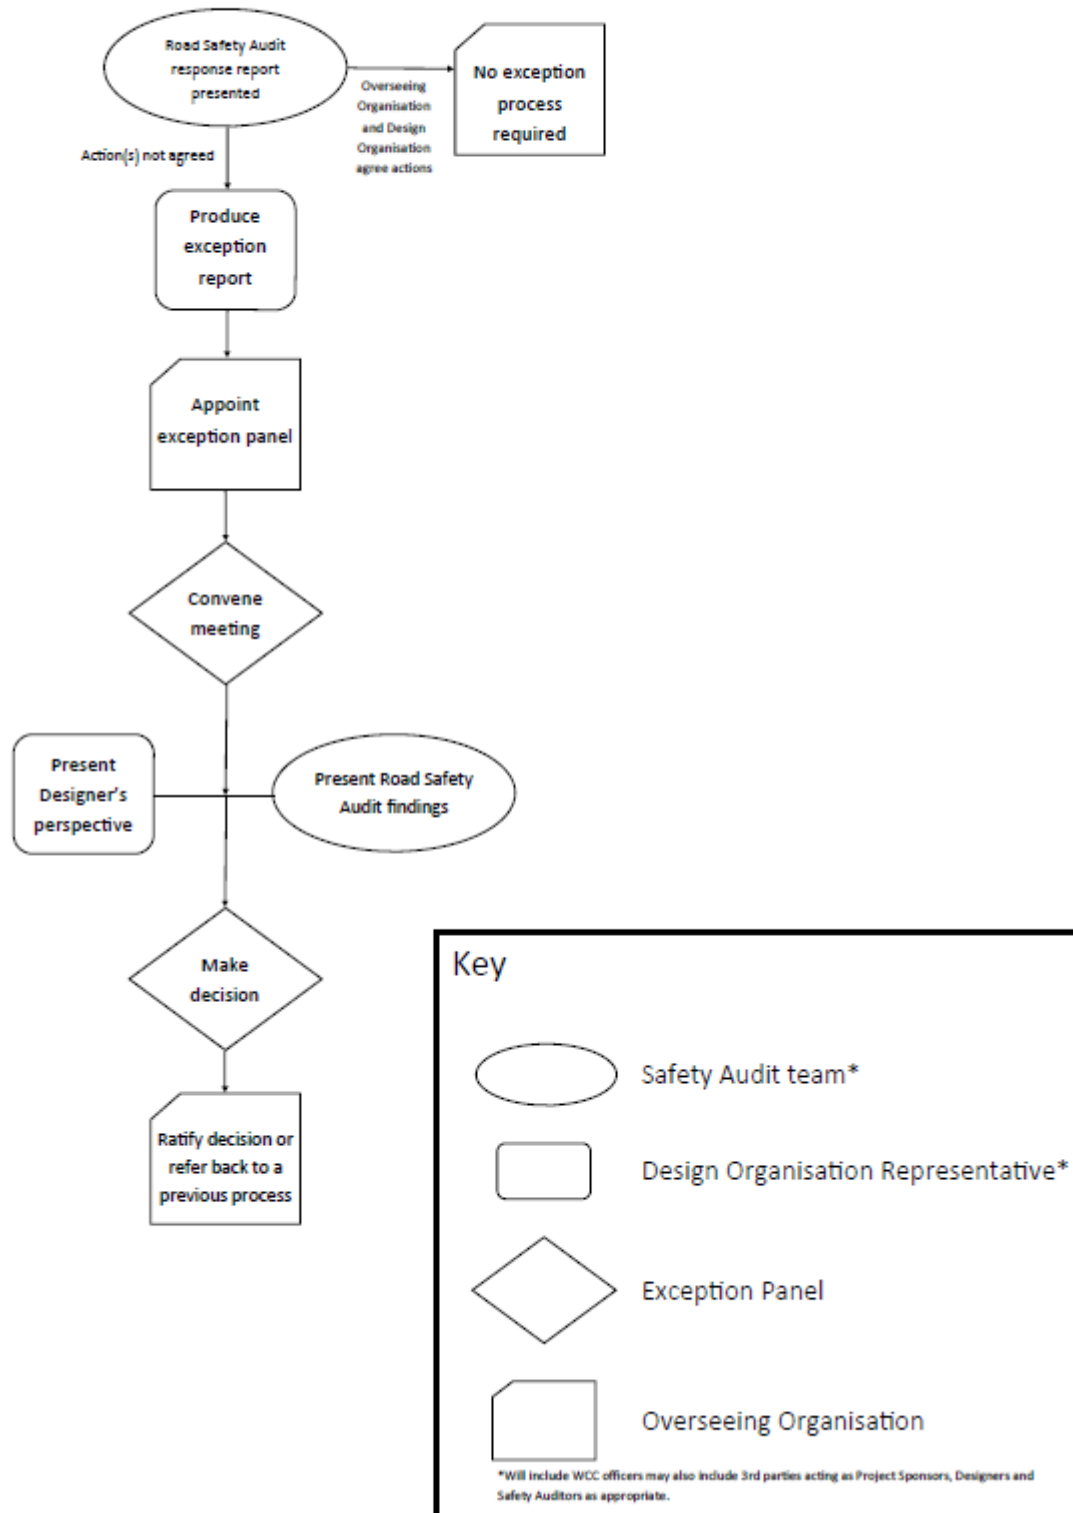 Road Safety Audit
response report
presented
No exception
process
required
Overseeing
Organisation
and Design
Organisation
agree actions
Action(s) not agreed
Produce
exception
report
Appoint
exception panel
Convene
meeting
Present
Designer's
perspective
Present Road Safety
Audit findings
Make
decision
Ratify decision or
refer back to a
previous process
Key
Safety Audit team*
Design Organisation Representative*
Exception Panel
Overseeing Organisation
*Will include WCC officers may also include 3rd parties acting as Project Sponsors, Designers and
Safety Auditors as appropriate.